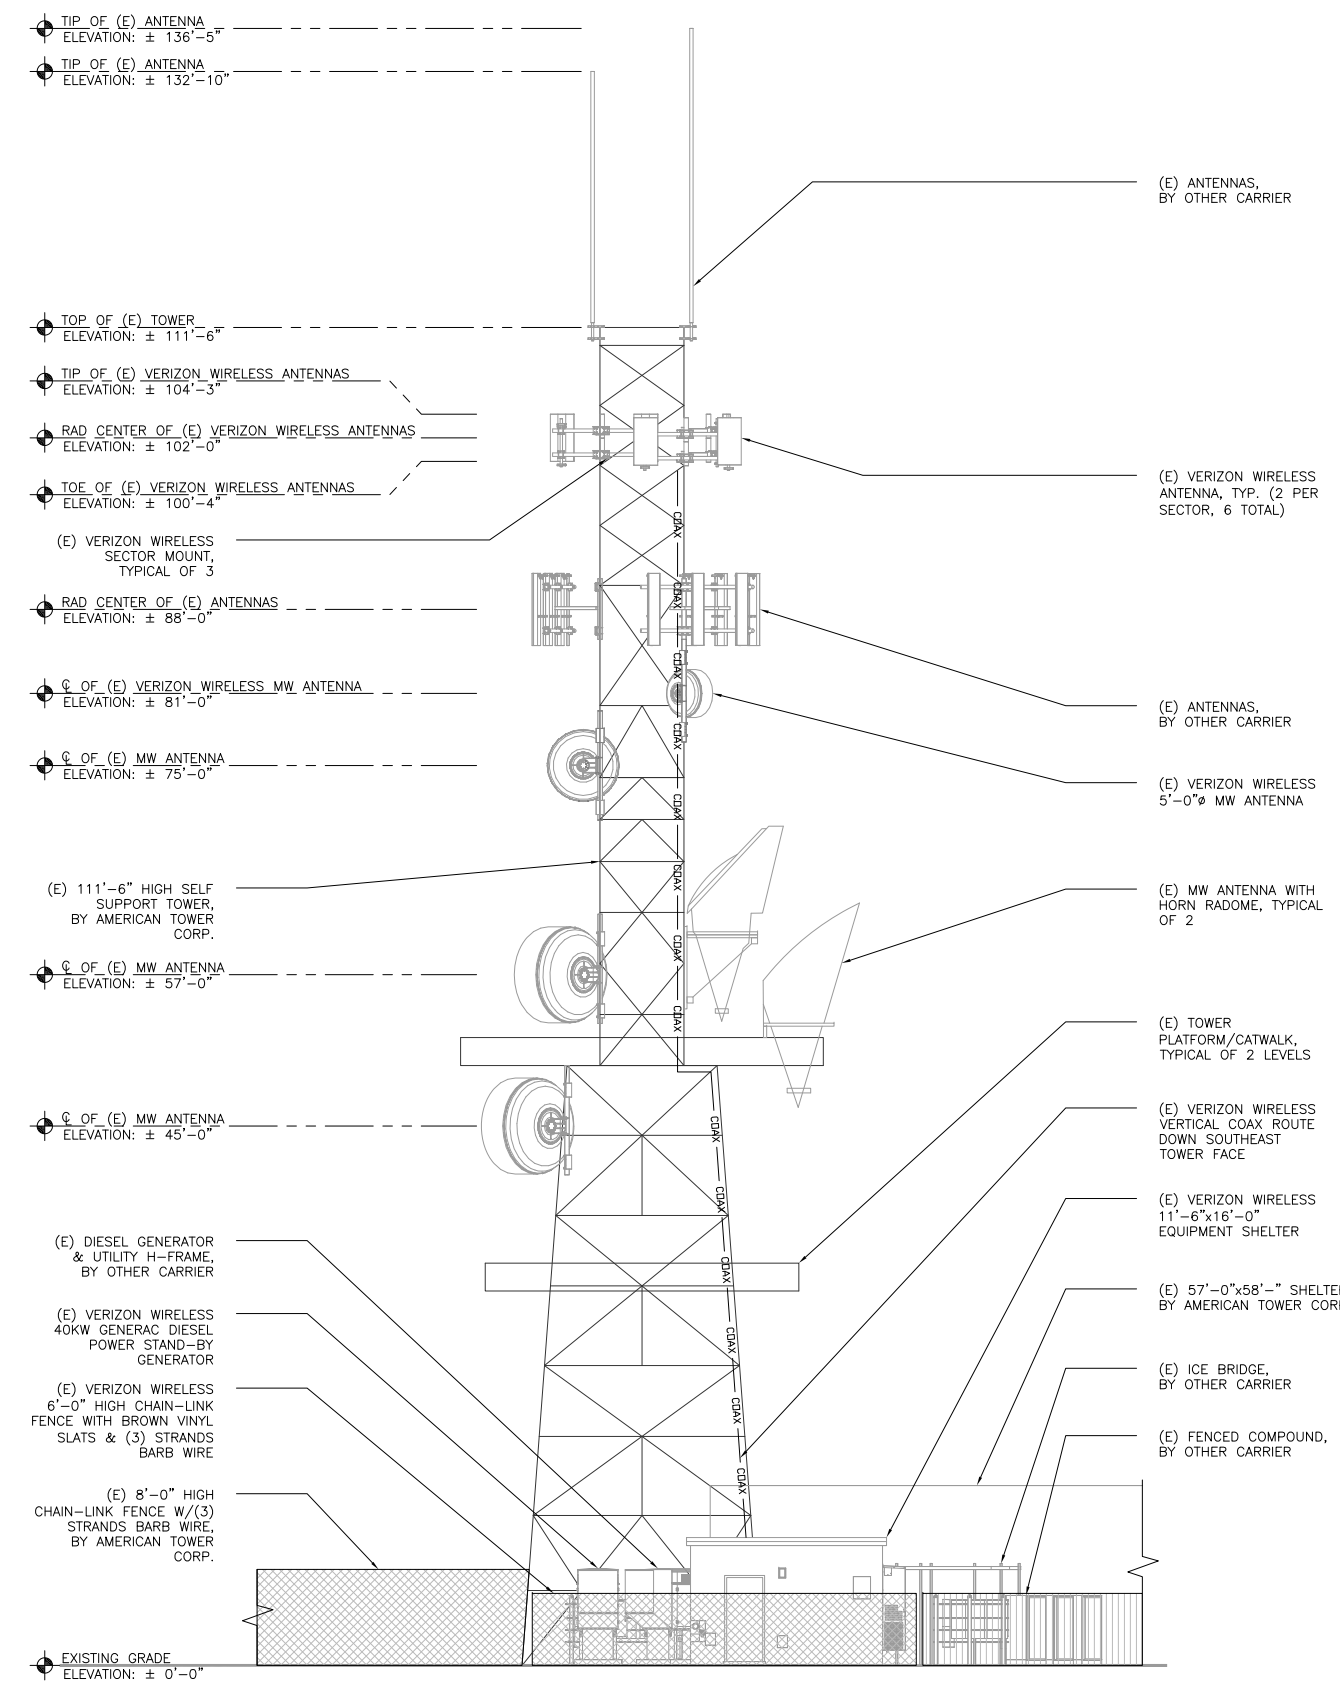 TIP OF (E) ANTENNA
ELEVATION: ± 136'-5"
TIP OF (E) ANTENNA
ELEVATION: ± 132'-10"
(E) ANTENNAS,
BY OTHER CARRIER
TOP OF (E) TOWER
ELEVATION: ± 111'-6"
TIP OF (E) VERIZON WIRELESS ANTENNAS
ELEVATION: ± 104'-3"
RAD CENTER OF (E) VERIZON WIRELESS ANTENNAS
ELEVATION: ± 102'-0"
TOE OF (E) VERIZON WIRELESS ANTENNAS
ELEVATION: ± 100'-4"
(E) VERIZON WIRELESS
ANTENNA, TYP. (2 PER
SECTOR, 6 TOTAL)
(E) VERIZON WIRELESS
SECTOR MOUNT,
TYPICAL OF 3
RAD CENTER OF (E) ANTENNAS
ELEVATION: ± 88'-0"
℄ OF (E) VERIZON WIRELESS MW ANTENNA
ELEVATION: ± 81'-0"
(E) ANTENNAS,
BY OTHER CARRIER
℄ OF (E) MW ANTENNA
ELEVATION: ± 75'-0"
(E) VERIZON WIRELESS
5'-0"ø MW ANTENNA
(E) 111'-6" HIGH SELF
SUPPORT TOWER,
BY AMERICAN TOWER
CORP.
(E) MW ANTENNA WITH
HORN RADOME, TYPICAL
OF 2
℄ OF (E) MW ANTENNA
ELEVATION: ± 57'-0"
(E) TOWER
PLATFORM/CATWALK,
TYPICAL OF 2 LEVELS
℄ OF (E) MW ANTENNA
ELEVATION: ± 45'-0"
(E) VERIZON WIRELESS
VERTICAL COAX ROUTE
DOWN SOUTHEAST
TOWER FACE
(E) VERIZON WIRELESS
11'-6"x16'-0"
EQUIPMENT SHELTER
(E) DIESEL GENERATOR
& UTILITY H-FRAME,
BY OTHER CARRIER
(E) 57'-0"x58'-" SHELTE
BY AMERICAN TOWER COR
(E) VERIZON WIRELESS
40KW GENERAC DIESEL
POWER STAND-BY
GENERATOR
(E) ICE BRIDGE,
BY OTHER CARRIER
(E) VERIZON WIRELESS
6'-0" HIGH CHAIN-LINK
FENCE WITH BROWN VINYL
SLATS & (3) STRANDS
BARB WIRE
(E) FENCED COMPOUND,
BY OTHER CARRIER
(E) 8'-0" HIGH
CHAIN-LINK FENCE W/(3)
STRANDS BARB WIRE,
BY AMERICAN TOWER
CORP.
EXISTING GRADE
ELEVATION: ± 0'-0"
COAX
COAX
COAX
COAX
COAX
COAX
COAX
COAX
COAX
COAX
COAX
COAX
COAX
COAX